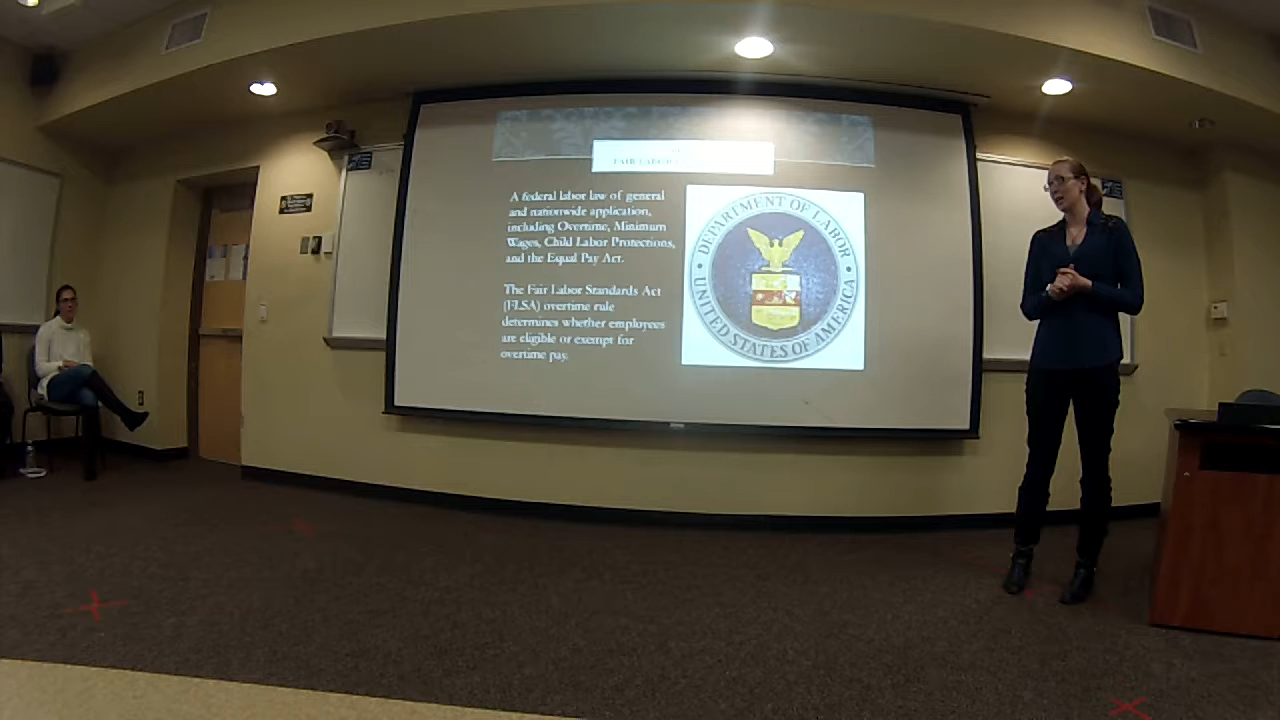 FAIR LABOR
A federal labor law of general
and nationwide application,
including Overtime, Minimum
Wages, Child Labor Protections,
and the Equal Pay Act.
The Fair Labor Standards Act
(FLSA) overtime rule
determines whether employees
are eligible or exempt for
overtime pay.
DEPARTMENT OF LABOR
UNITED STATES OF AMERICA